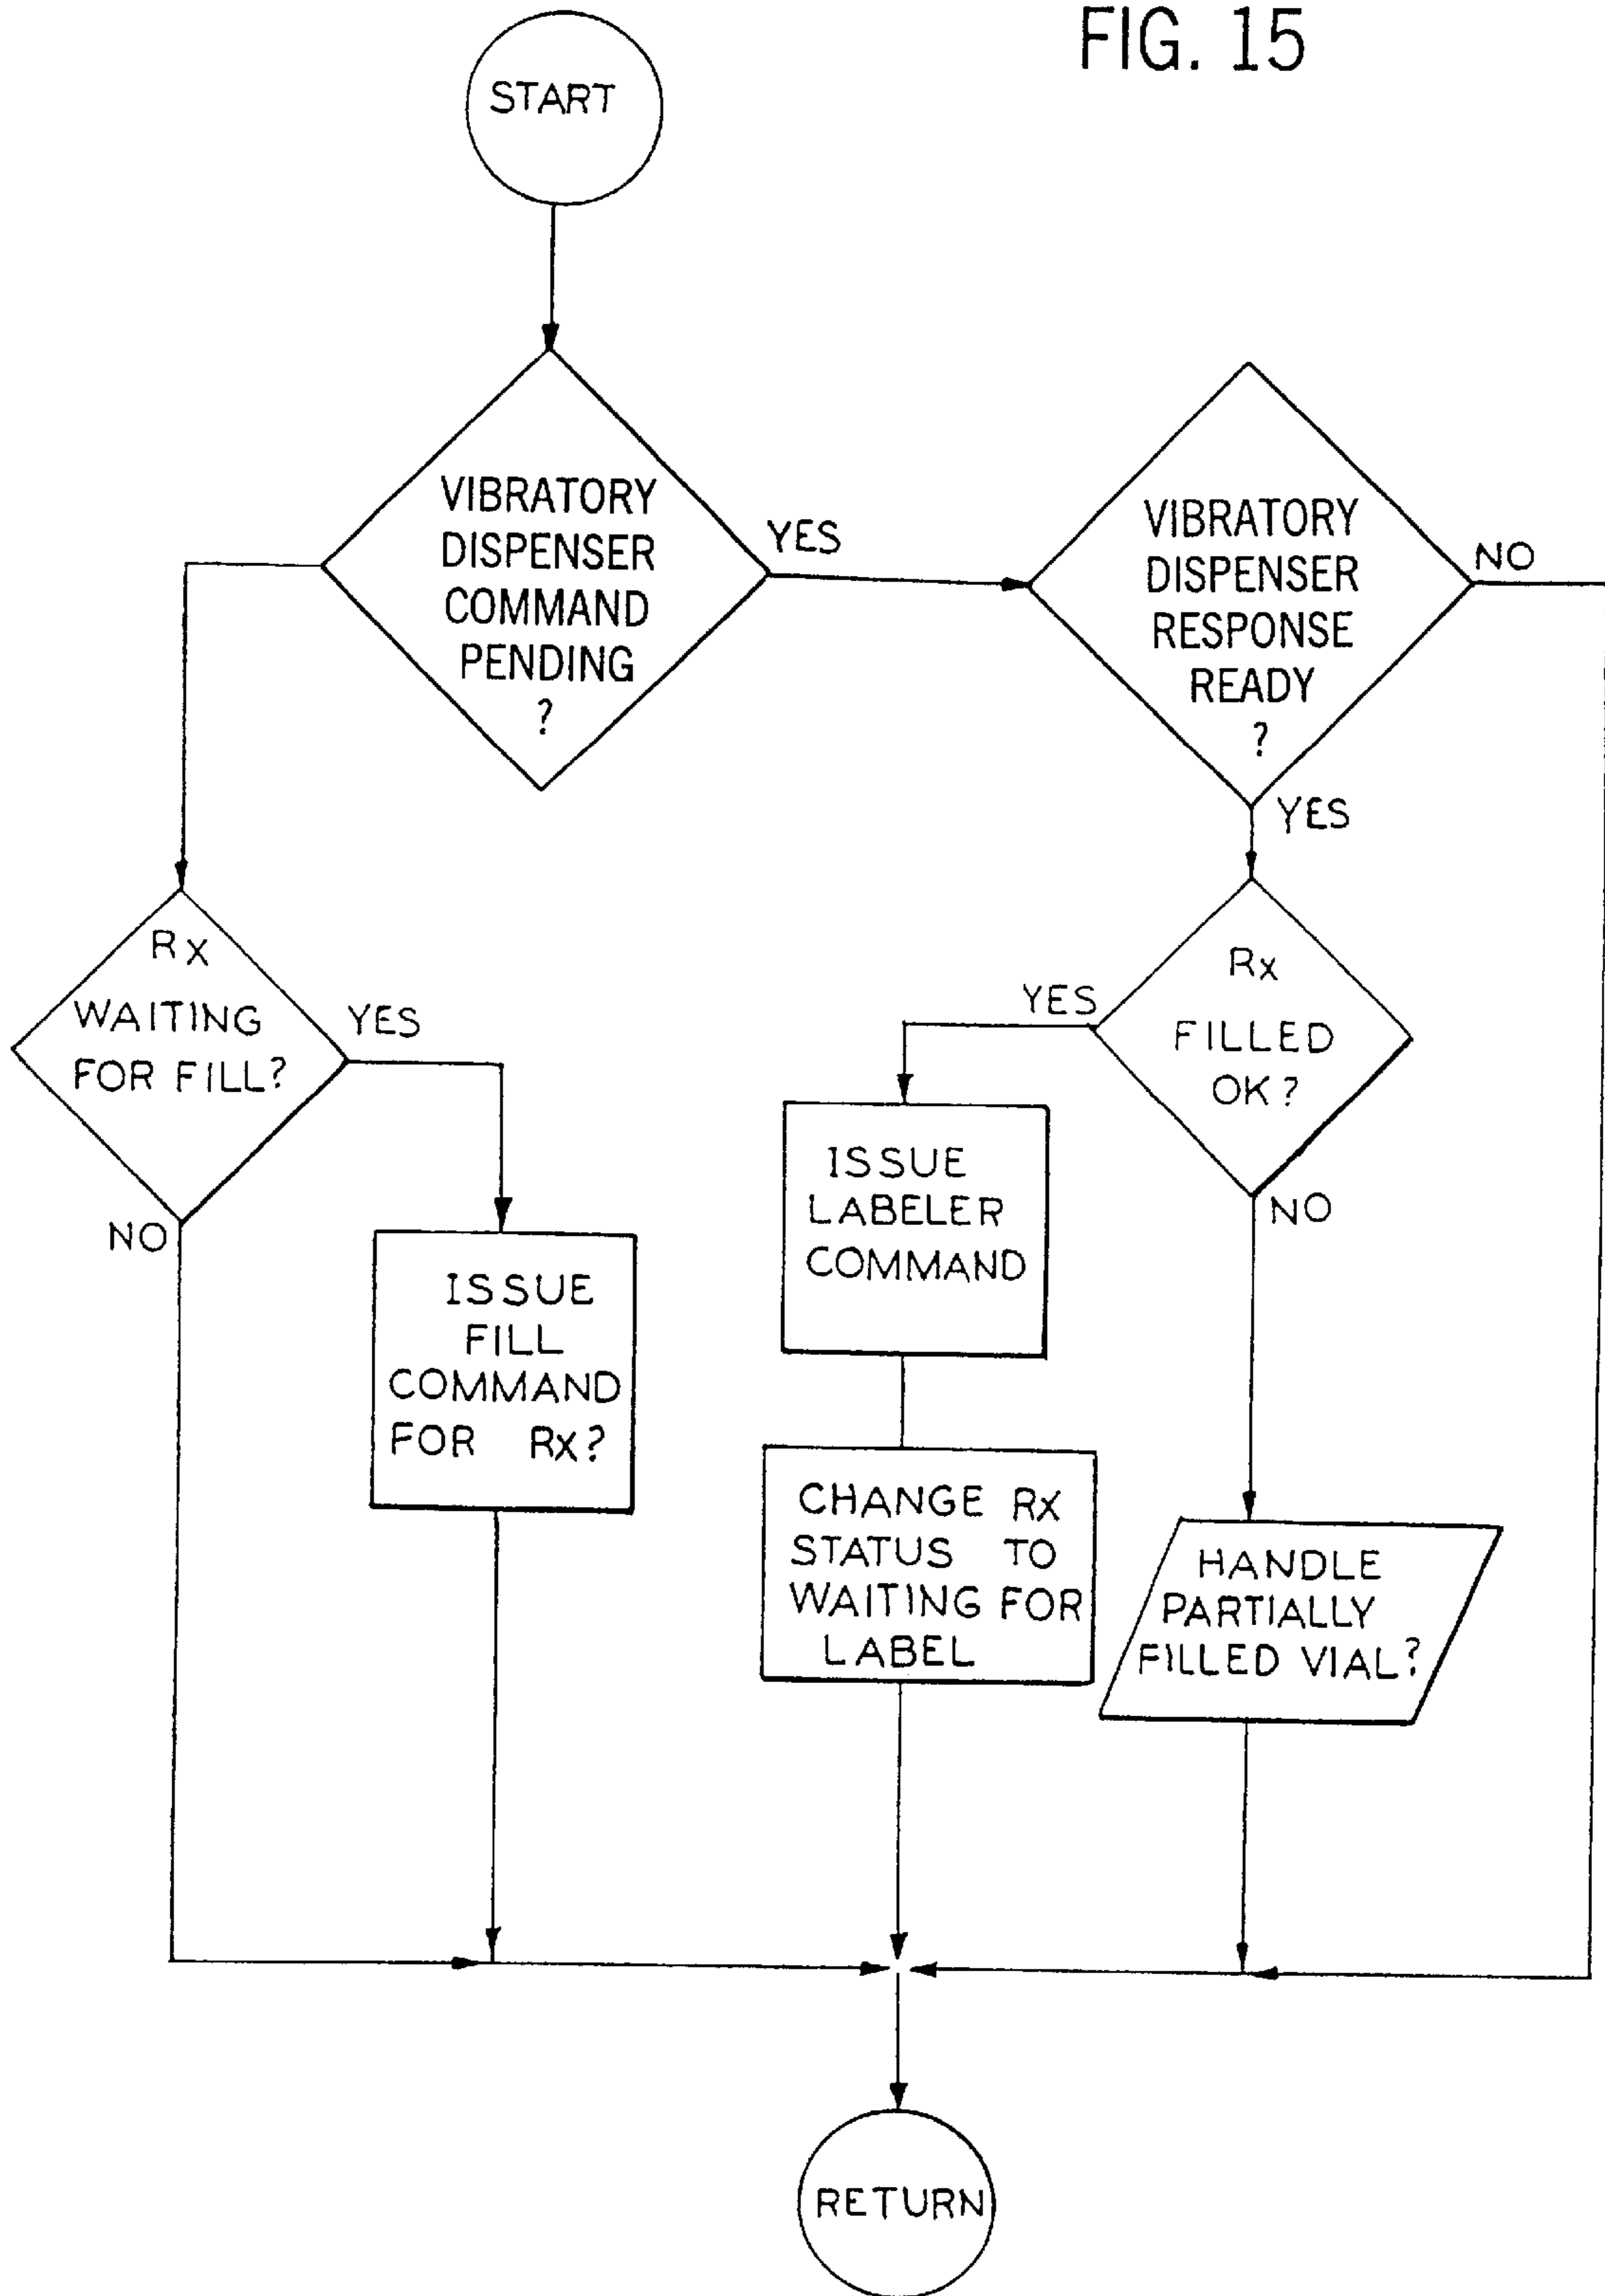 FIG. 15
START
VIBRATORY
DISPENSER
COMMAND
PENDING
?
YES
VIBRATORY
DISPENSER
RESPONSE
READY
?
NO
YES
Rx
WAITING
FOR FILL?
YES
NO
Rx
FILLED
OK?
YES
NO
ISSUE
FILL
COMMAND
FOR Rx?
ISSUE
LABELER
COMMAND
CHANGE Rx
STATUS TO
WAITING FOR
LABEL
HANDLE
PARTIALLY
FILLED VIAL?
RETURN